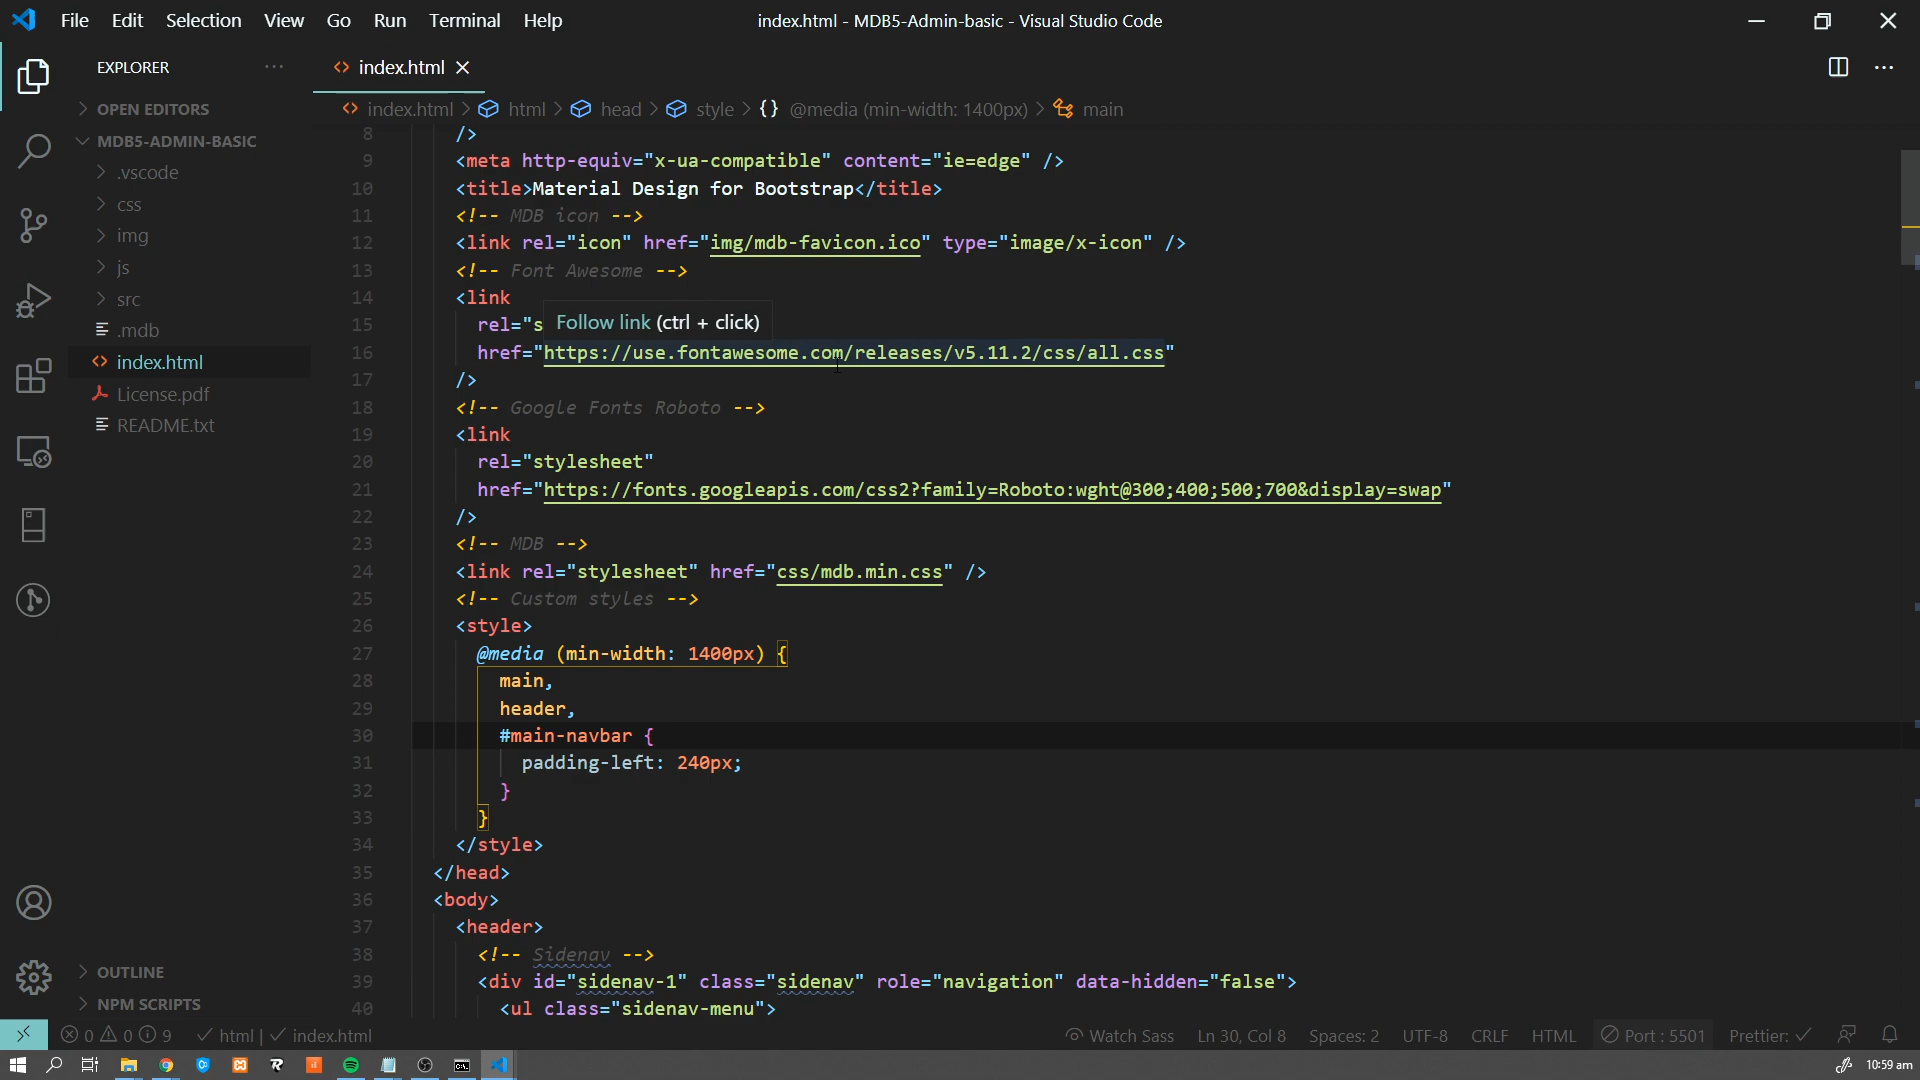 File Edit Selection View Go Run Terminal Help
index.html - MDB5-Admin-basic - Visual Studio Code
EXPLORER
index.html
OPEN EDITORS
MDB5-ADMIN-BASIC
.vscode
css
img
js
src
.mdb
index.html
License.pdf
README.txt
OUTLINE
NPM SCRIPTS
index.html > html > head > style > {} @media (min-width: 1400px) > main
8 />
9 <meta http-equiv="x-ua-compatible" content="ie=edge" />
10 <title>Material Design for Bootstrap</title>
11 <!-- MDB icon -->
12 <link rel="icon" href="img/mdb-favicon.ico" type="image/x-icon" />
13 <!-- Font Awesome -->
14 <link
15 rel="s
Follow link (ctrl + click)
16 href="https://use.fontawesome.com/releases/v5.11.2/css/all.css"
17 />
18 <!-- Google Fonts Roboto -->
19 <link
20 rel="stylesheet"
21 href="https://fonts.googleapis.com/css2?family=Roboto:wght@300;400;500;700&display=swap"
22 />
23 <!-- MDB -->
24 <link rel="stylesheet" href="css/mdb.min.css" />
25 <!-- Custom styles -->
26 <style>
27 @media (min-width: 1400px) {
28 main,
29 header,
30 #main-navbar {
31 padding-left: 240px;
32 }
33 }
34 </style>
35 </head>
36 <body>
37 <header>
38 <!-- Sidenav -->
39 <div id="sidenav-1" class="sidenav" role="navigation" data-hidden="false">
40 <ul class="sidenav-menu">
0 0 9 html | index.html
Watch Sass Ln 30, Col 8 Spaces: 2 UTF-8 CRLF HTML Port : 5501 Prettier:
10:59 am